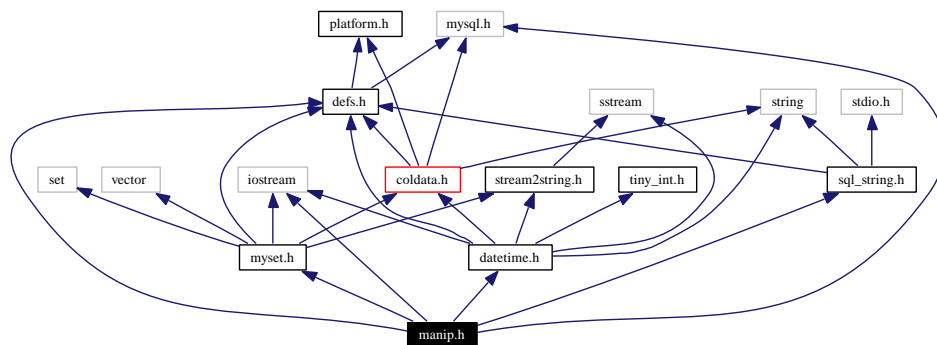 platform.h
mysql.h
defs.h
sstream
string
stdio.h
set
vector
iostream
coldata.h
stream2string.h
tiny_int.h
sql_string.h
myset.h
datetime.h
manip.h